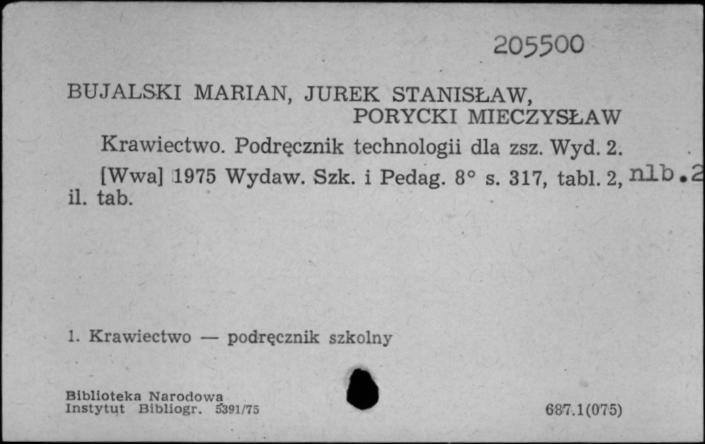 205500
BUJALSKI MARIAN, JUREK STANISŁAW,
PORYCKI MIECZYSŁAW
Krawiectwo. Podręcznik technologii dla zsz. Wyd. 2.
[Wwa] 1975 Wydaw. Szk. i Pedag. 8° s. 317, tabl. 2, nlb.2
il. tab.
1. Krawiectwo — podręcznik szkolny
Biblioteka Narodowa
Instytut Bibliogr. 5391/75
687.1(075)